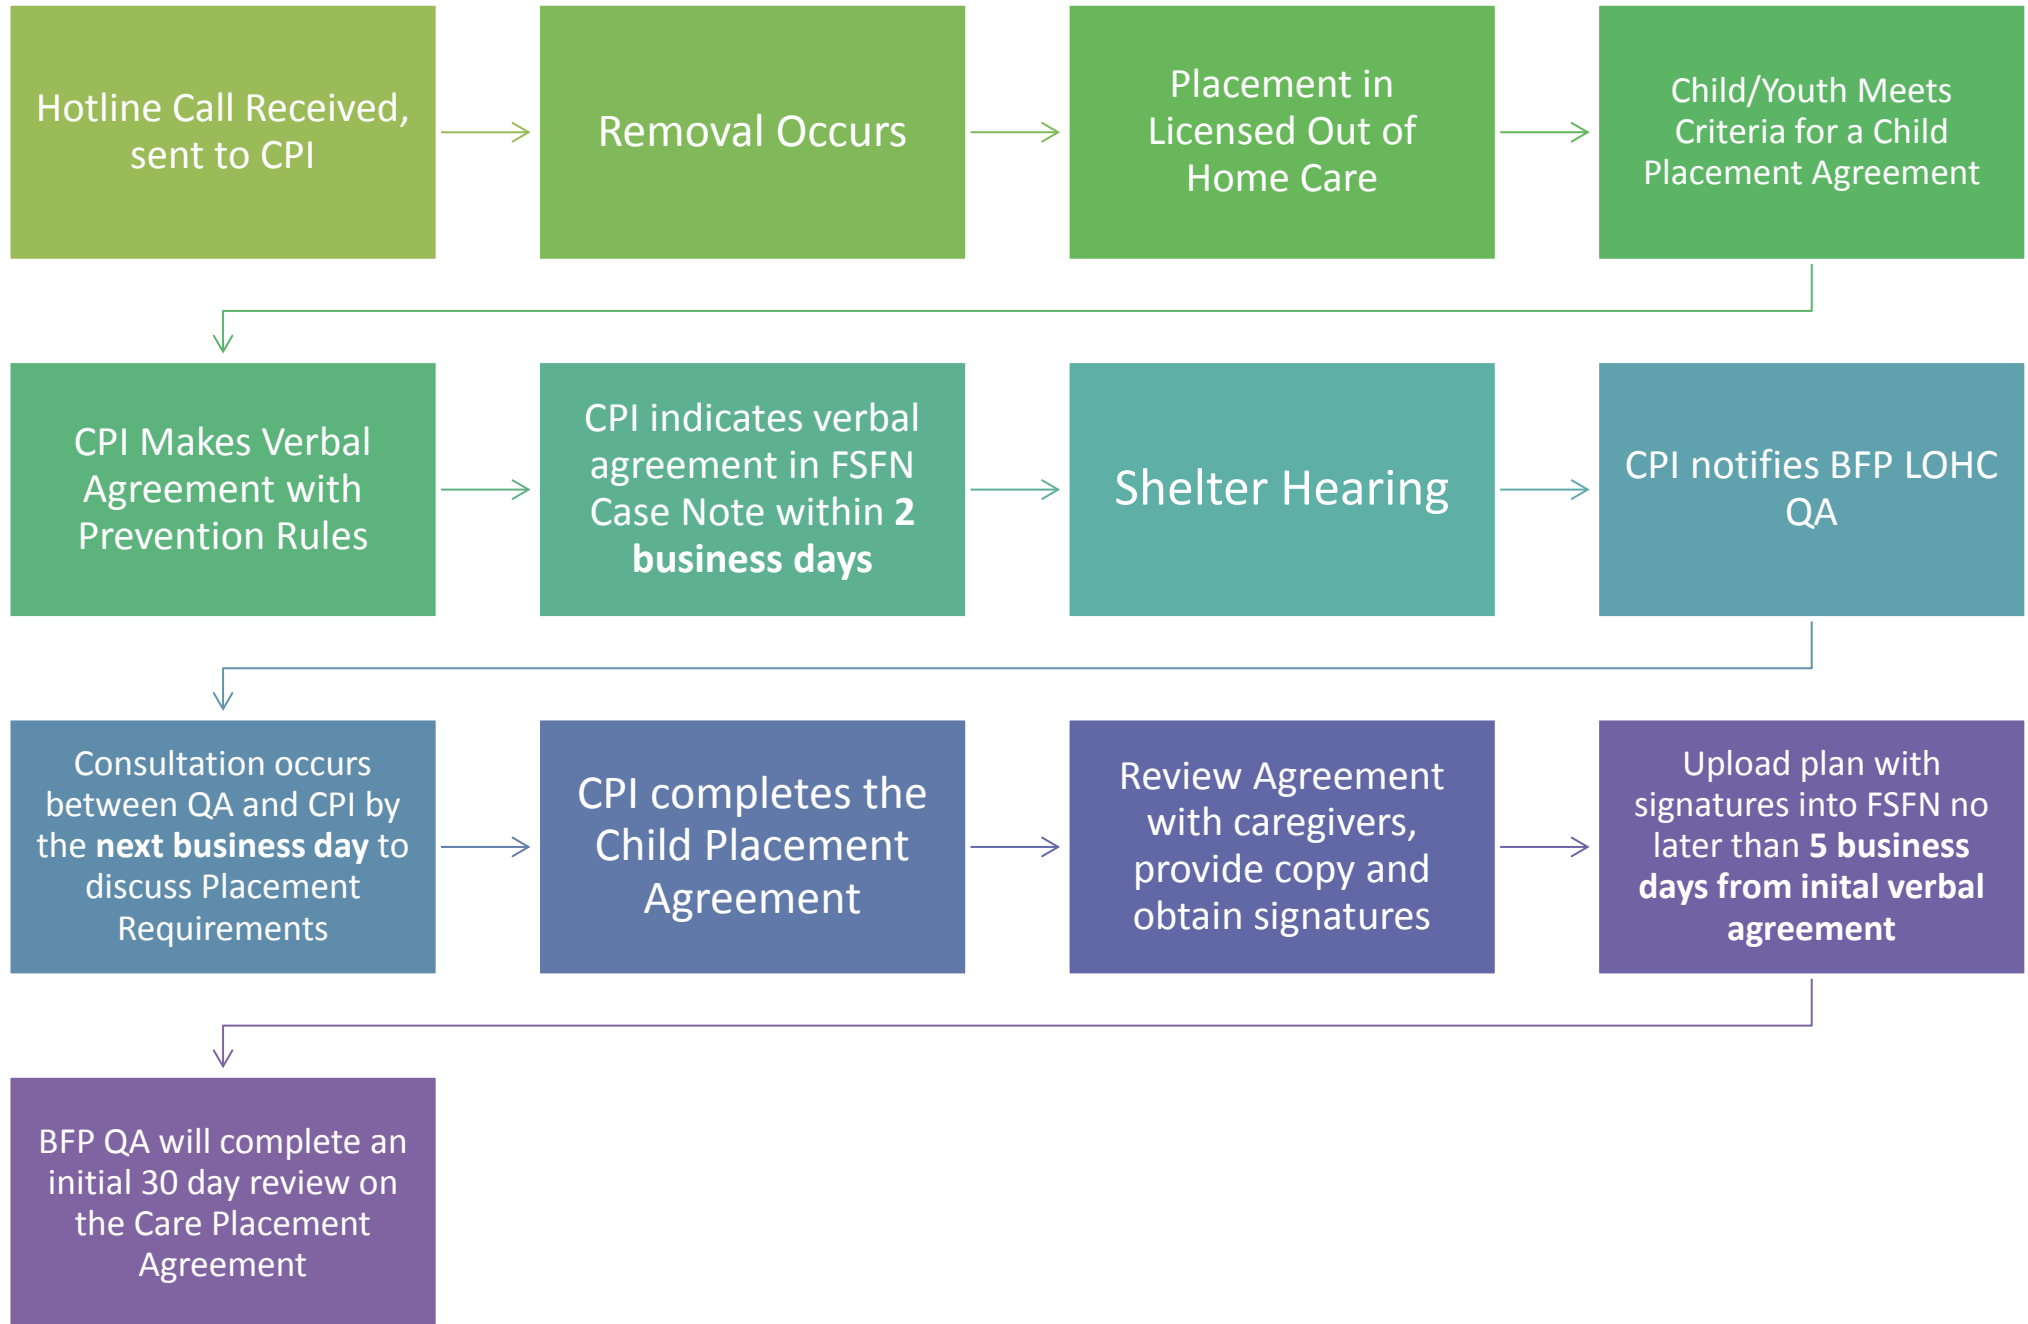 Hotline Call Received,
sent to CPI
Removal Occurs
Placement in
Licensed Out of
Home Care
Child/Youth Meets
Criteria for a Child
Placement Agreement
CPI Makes Verbal
Agreement with
Prevention Rules
CPI indicates verbal
agreement in FSFN
Case Note within 2
business days
Shelter Hearing
CPI notifies BFP LOHC
QA
Consultation occurs
between QA and CPI by
the next business day to
discuss Placement
Requirements
CPI completes the
Child Placement
Agreement
Review Agreement
with caregivers,
provide copy and
obtain signatures
Upload plan with
signatures into FSFN no
later than 5 business
days from inital verbal
agreement
BFP QA will complete an
initial 30 day review on
the Care Placement
Agreement